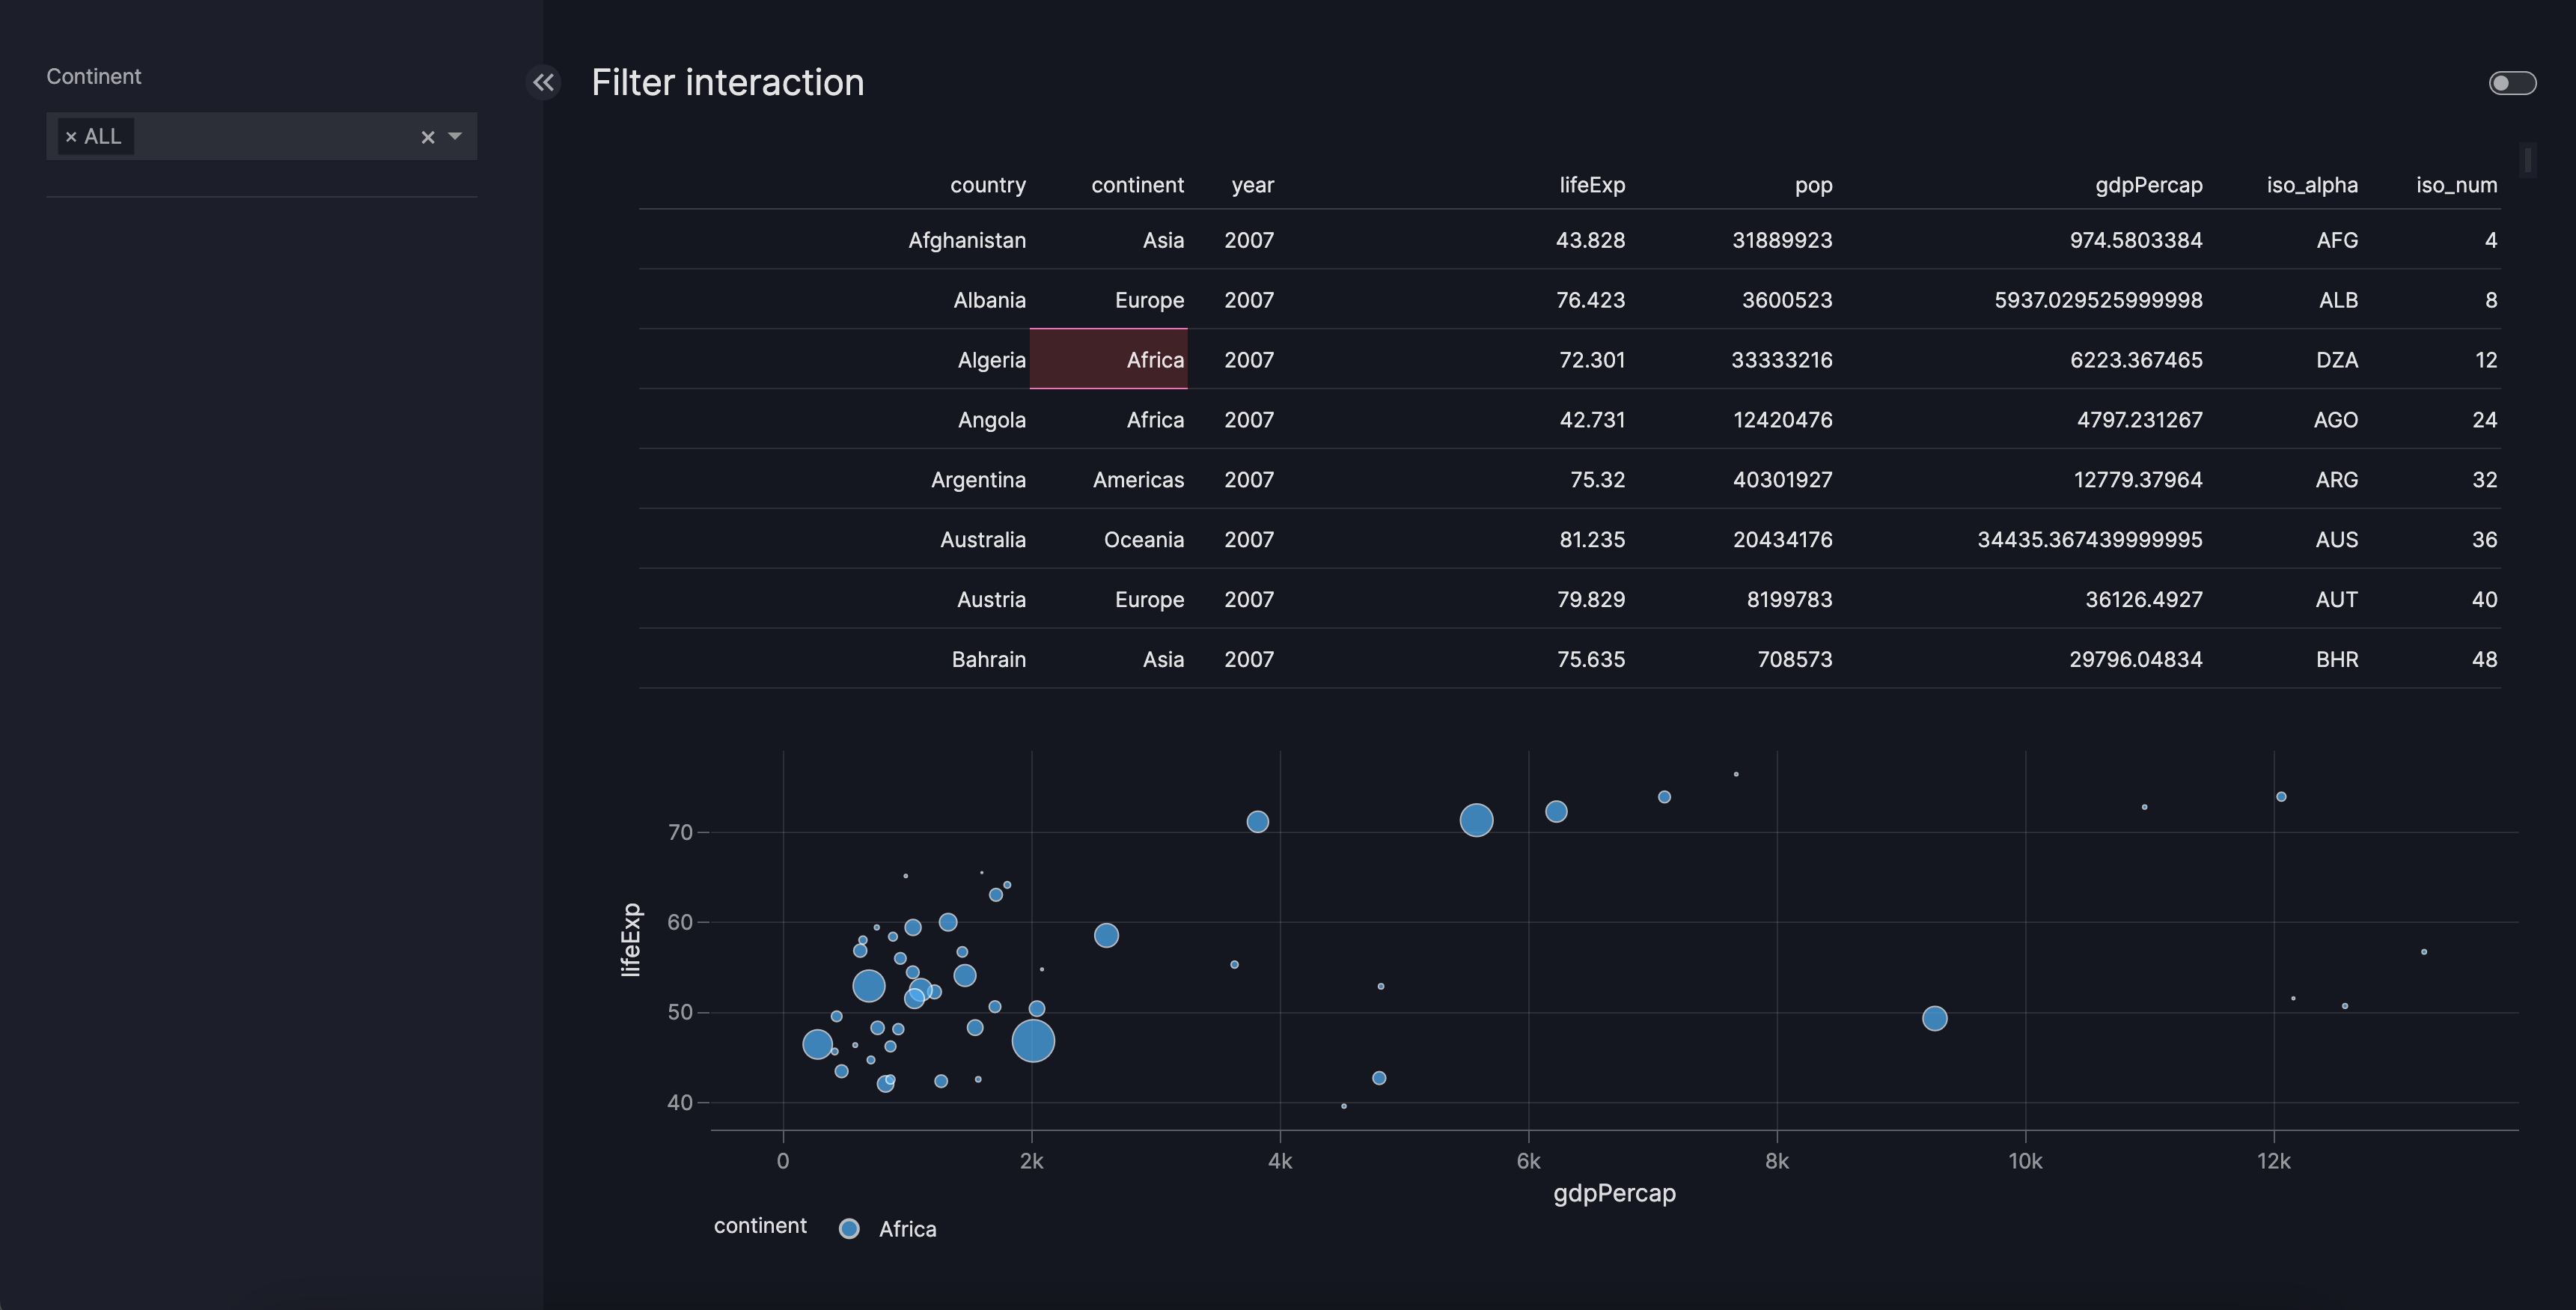 Continent
× ALL
Filter interaction
country continent year lifeExp pop gdpPercap iso_alpha iso_num
Afghanistan Asia 2007 43.828 31889923 974.5803384 AFG 4
Albania Europe 2007 76.423 3600523 5937.029525999998 ALB 8
Algeria Africa 2007 72.301 33333216 6223.367465 DZA 12
Angola Africa 2007 42.731 12420476 4797.231267 AGO 24
Argentina Americas 2007 75.32 40301927 12779.37964 ARG 32
Australia Oceania 2007 81.235 20434176 34435.367439999995 AUS 36
Austria Europe 2007 79.829 8199783 36126.4927 AUT 40
Bahrain Asia 2007 75.635 708573 29796.04834 BHR 48
lifeExp
70
60
50
40
0 2k 4k 6k 8k 10k 12k
gdpPercap
continent Africa